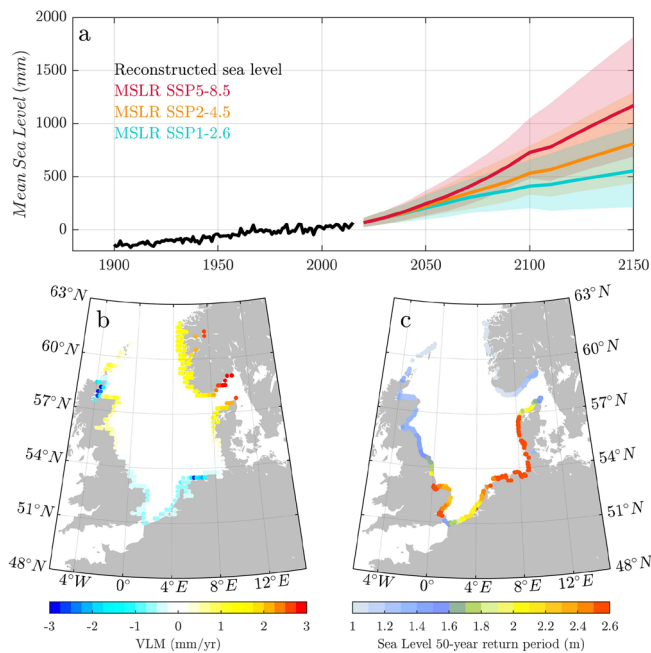 2000
a
1500
1000
500
0
Mean Sea Level (mm)
Reconstructed sea level
MSLR SSP5-8.5
MSLR SSP2-4.5
MSLR SSP1-2.6
1900 1950 2000 2050 2100 2150
b
63°N
60°N
57°N
54°N
51°N
48°N
4°W 0° 4°E 8°E 12°E
-3 -2 -1 0 1 2 3
VLM (mm/yr)
c
63°N
60°N
57°N
54°N
51°N
48°N
4°W 0° 4°E 8°E 12°E
1 1.2 1.4 1.6 1.8 2 2.2 2.4 2.6
Sea Level 50-year return period (m)